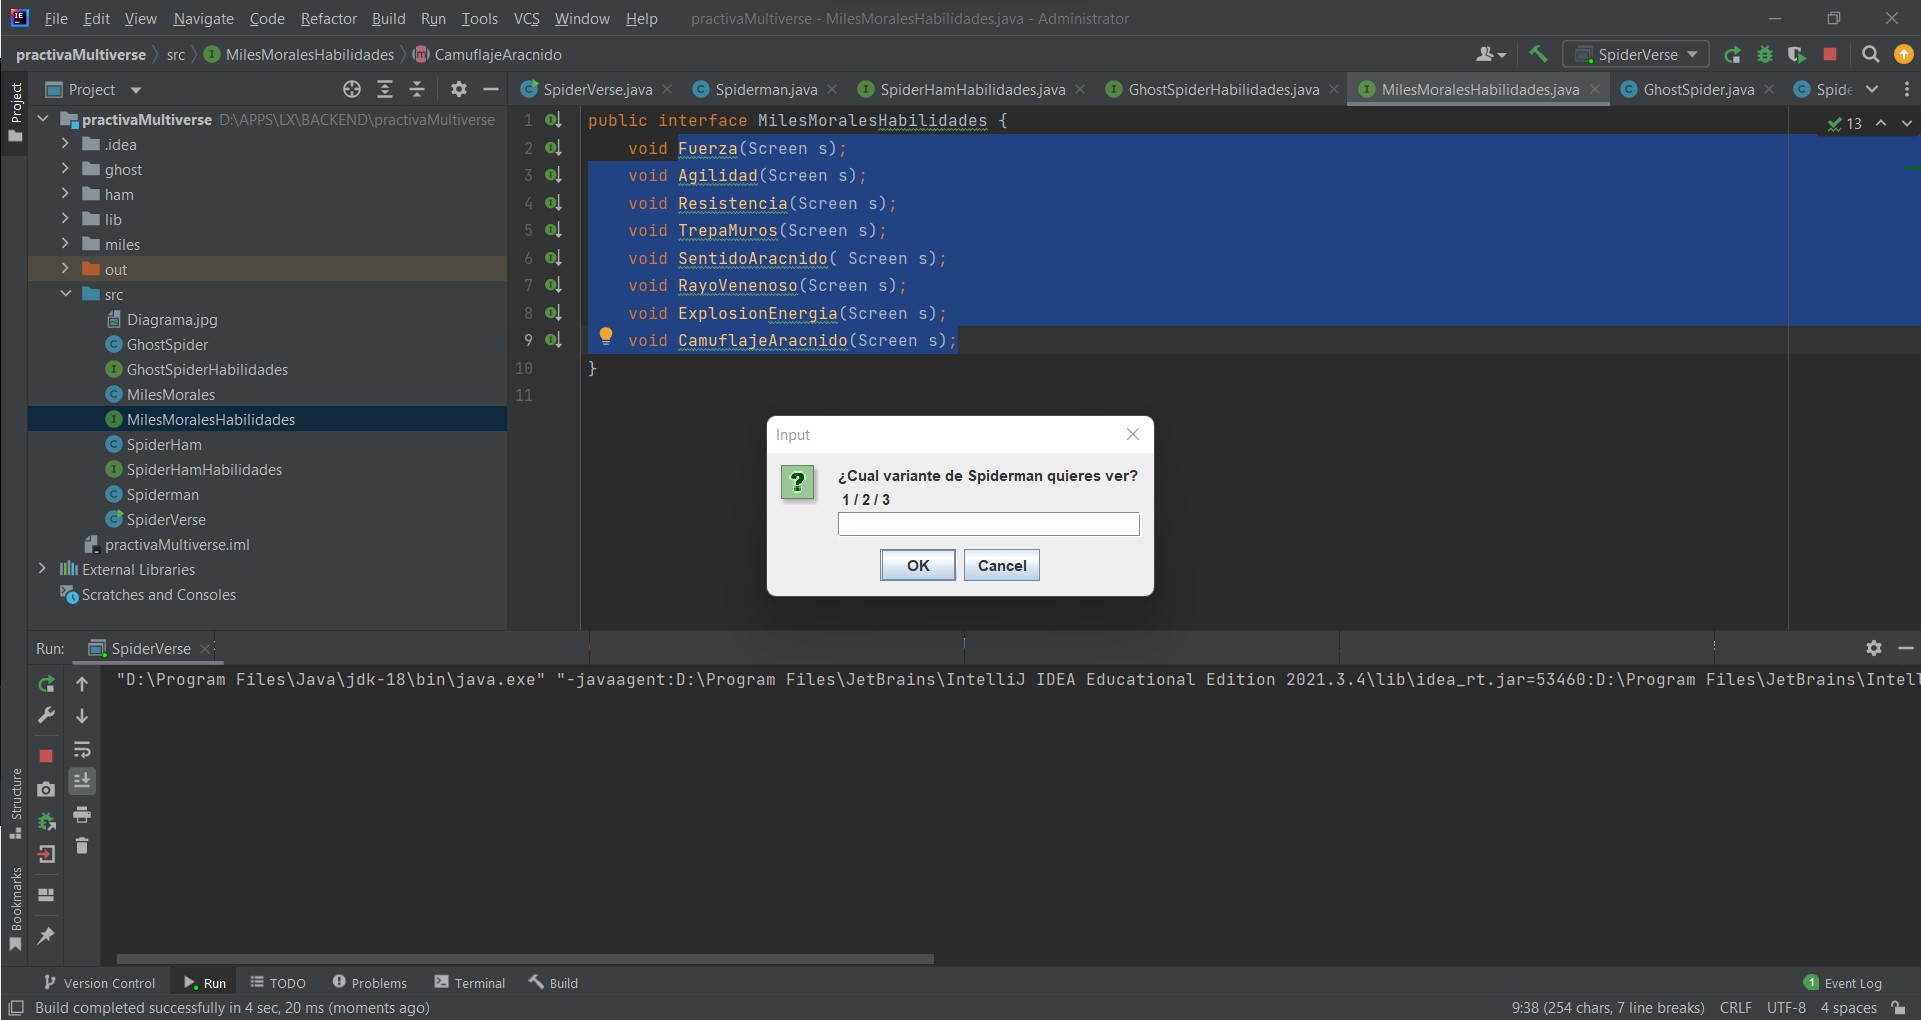 File Edit View Navigate Code Refactor Build Run Tools VCS Window Help practivaMultiverse - MilesMoralesHabilidades.java - Administrator
practivaMultiverse src MilesMoralesHabilidades CamuflajeAracnido SpiderVerse
Project
Project SpiderVerse.java Spiderman.java SpiderHamHabilidades.java GhostSpiderHabilidades.java MilesMoralesHabilidades.java GhostSpider.java Spide
practivaMultiverse D:\APPS\LX\BACKEND\practivaMultiverse
.idea
ghost
ham
lib
miles
out
src
Diagrama.jpg
GhostSpider
GhostSpiderHabilidades
MilesMorales
MilesMoralesHabilidades
SpiderHam
SpiderHamHabilidades
Spiderman
SpiderVerse
practivaMultiverse.iml
External Libraries
Scratches and Consoles
1 public interface MilesMoralesHabilidades {
13
2 void Fuerza(Screen s);
3 void Agilidad(Screen s);
4 void Resistencia(Screen s);
5 void TrepaMuros(Screen s);
6 void SentidoAracnido( Screen s);
7 void RayoVenenoso(Screen s);
8 void ExplosionEnergia(Screen s);
9 void CamuflajeAracnido(Screen s);
10 }
11
Input
¿Cual variante de Spiderman quieres ver?
1 / 2 / 3
OK Cancel
Run: SpiderVerse
"D:\Program Files\Java\jdk-18\bin\java.exe" "-javaagent:D:\Program Files\JetBrains\IntelliJ IDEA Educational Edition 2021.3.4\lib\idea_rt.jar=53460:D:\Program Files\JetBrains\Intell
Structure
Bookmarks
Version Control Run TODO Problems Terminal Build 1 Event Log
Build completed successfully in 4 sec, 20 ms (moments ago) 9:38 (254 chars, 7 line breaks) CRLF UTF-8 4 spaces